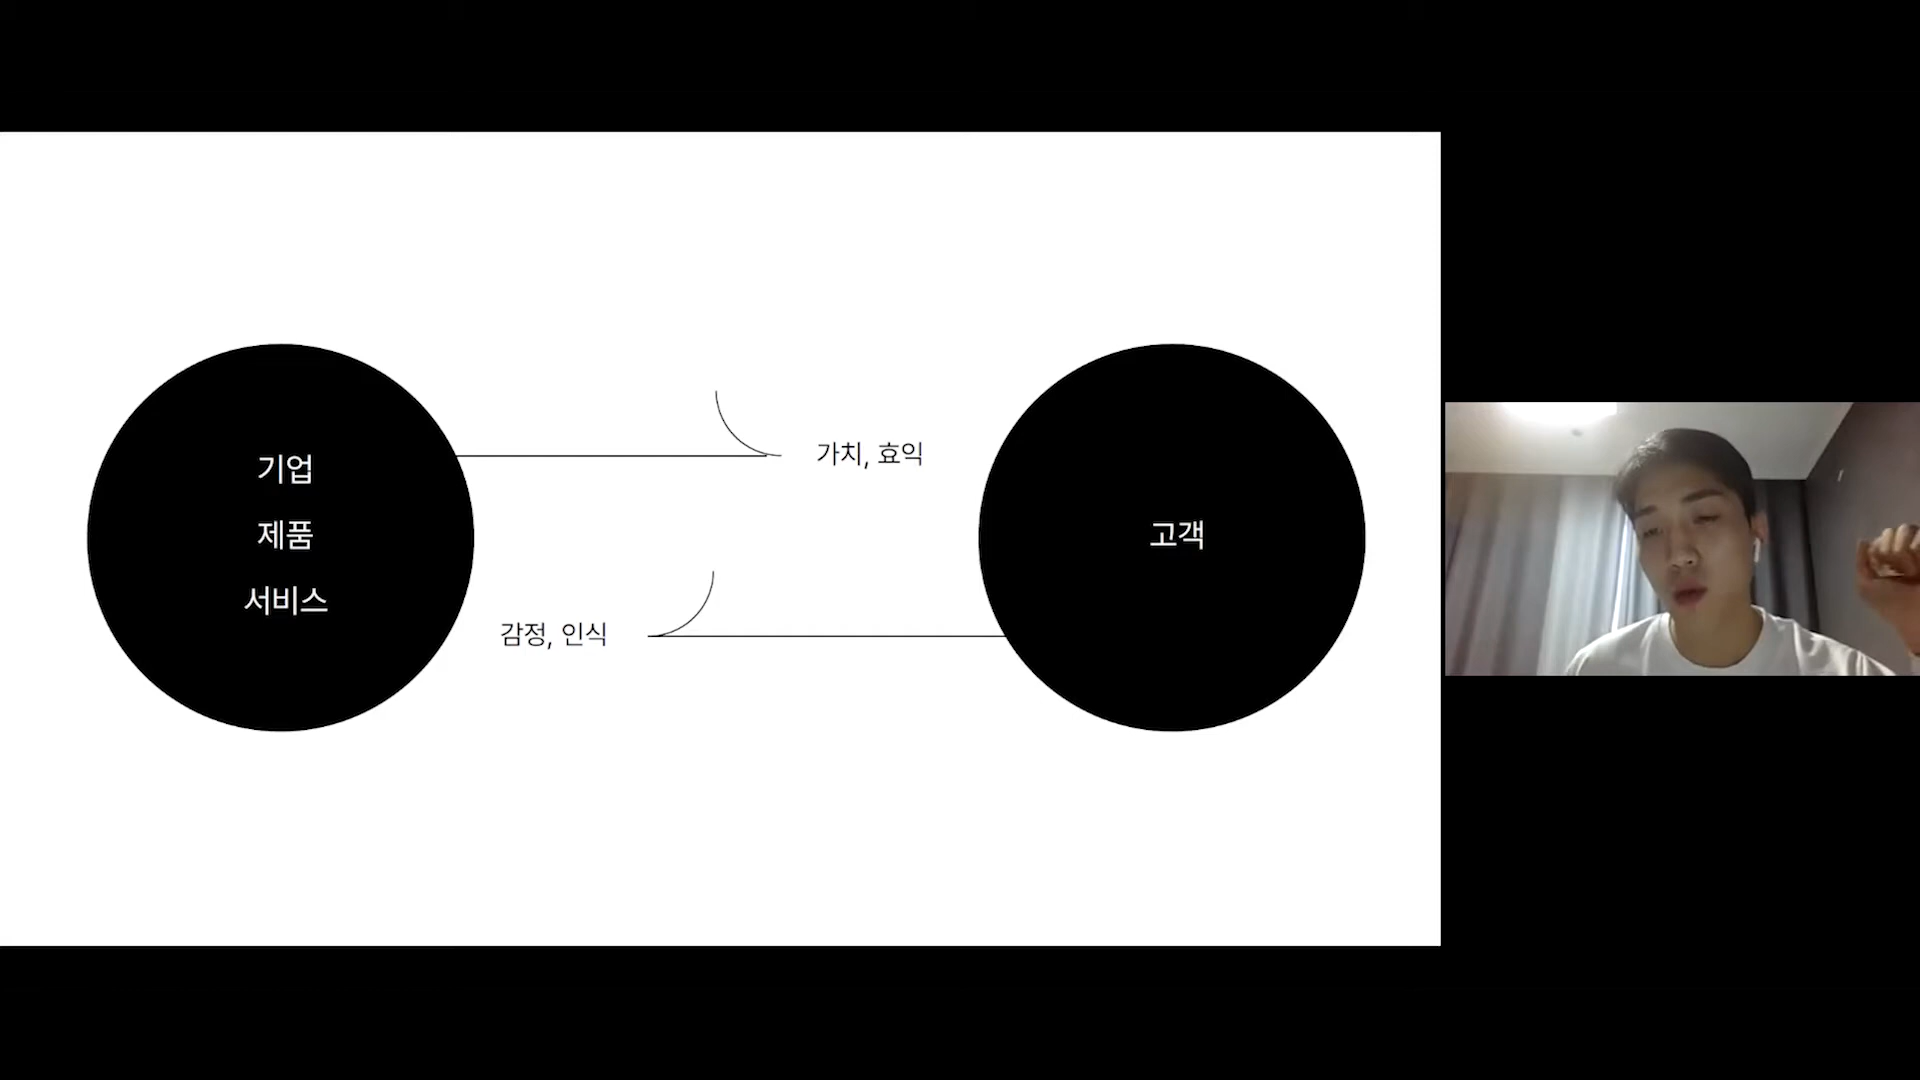 기업
제품
서비스
가치, 효익
감정, 인식
고객